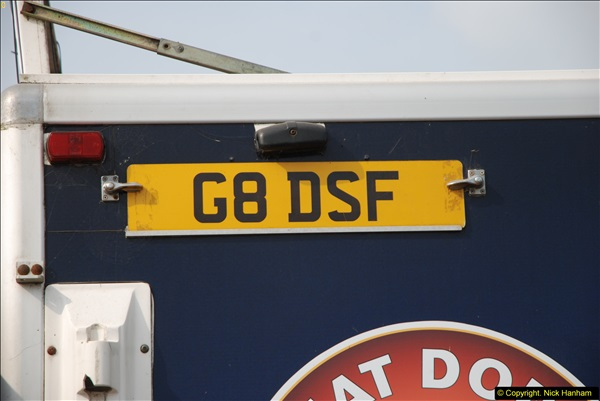 G8 DSF
AT DO
© Copyright. Nick Hanham